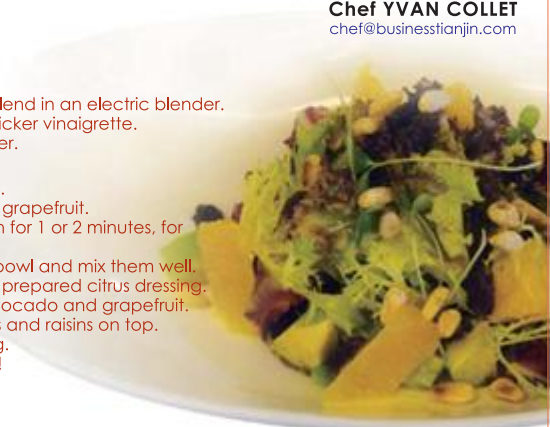 Chef YVAN COLLET
chef@businesstianjin.com
lend in an electric blender.
icker vinaigrette.
er.
.
grapefruit.
n for 1 or 2 minutes, for
bowl and mix them well.
prepared citrus dressing.
ocado and grapefruit.
s and raisins on top.
g.
!